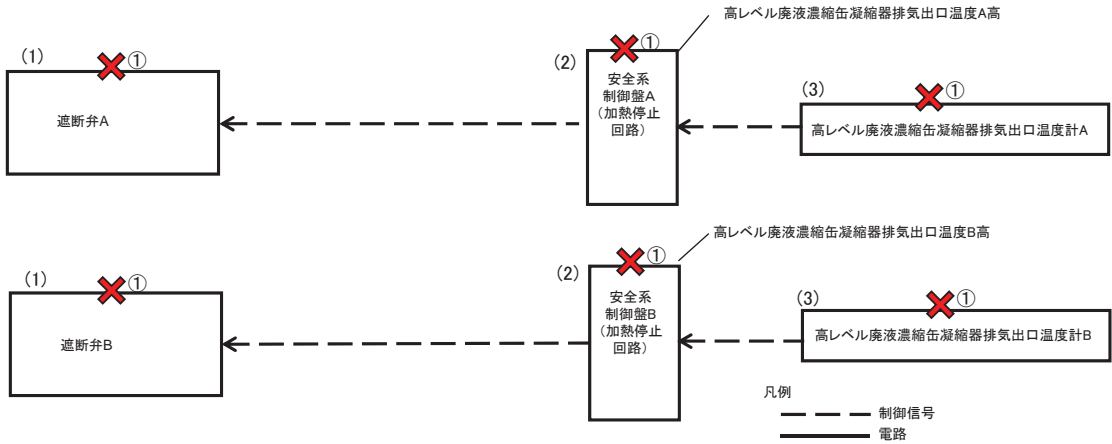 高レベル廃液濃縮缶凝縮器排気出口温度A高
(1)
①
(2)
①
安全系
制御盤A
(加熱停止
回路)
(3)
①
遮断弁A
高レベル廃液濃縮缶凝縮器排気出口温度計A
高レベル廃液濃縮缶凝縮器排気出口温度B高
(1)
①
(2)
①
安全系
制御盤B
(加熱停止
回路)
(3)
①
遮断弁B
高レベル廃液濃縮缶凝縮器排気出口温度計B
凡例
制御信号
電路